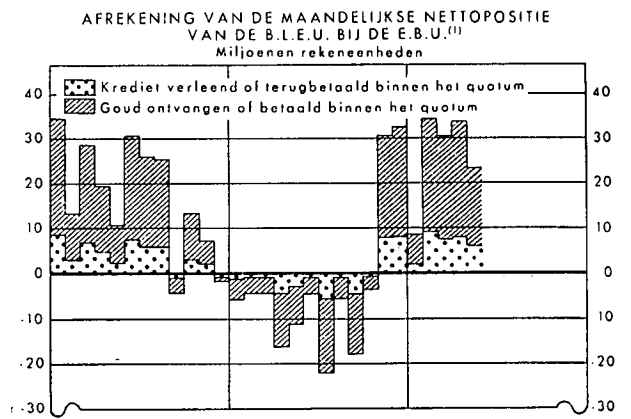 AFREKENING VAN DE MAANDELIJKSE NETTOPOSITIE
VAN DE B.L.E.U. BIJ DE E.B.U.(1)
Miljoenen rekeneenheden
Krediet verleend of terugbetaald binnen het quotum
Goud ontvangen of betaald binnen het quotum
40 40
30 30
20 20
10 10
0 0
-10 10
-20 -20
-30 -30